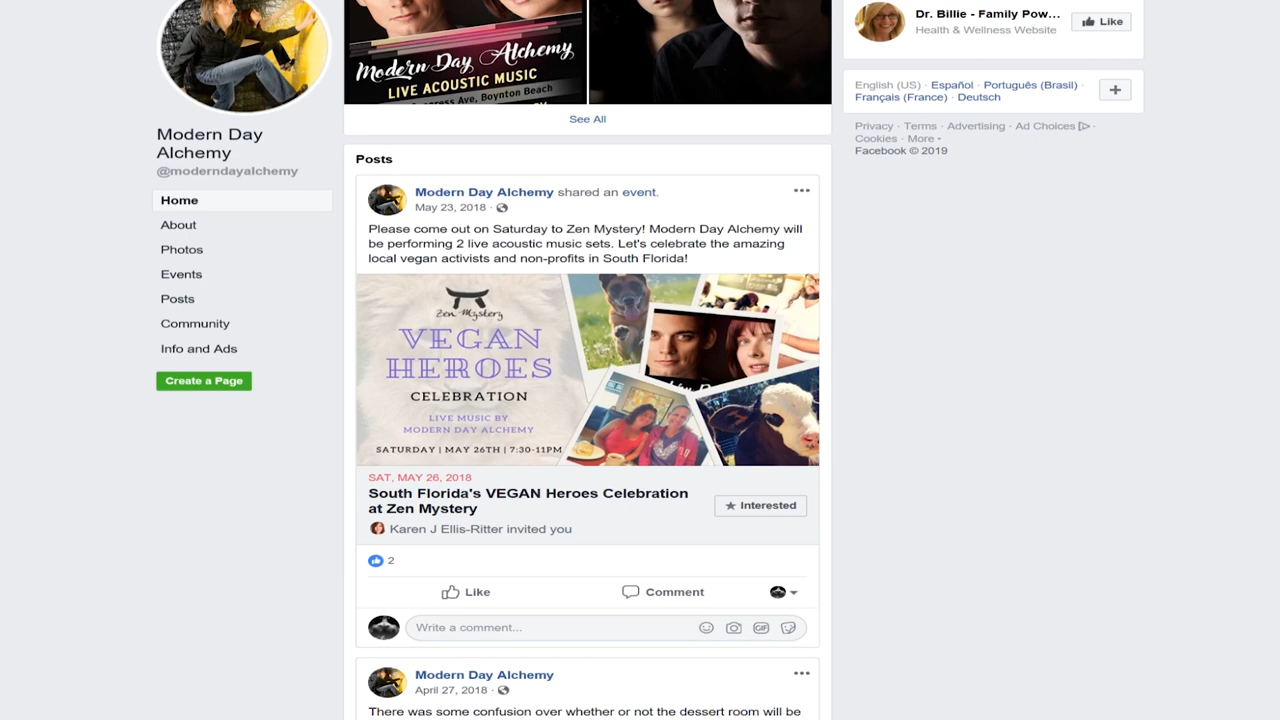 Modern Day Alchemy
LIVE ACOUSTIC MUSIC
Ave, Boynton Beach
See All
Modern Day
Alchemy
@moderndayalchemy
Home
About
Photos
Events
Posts
Community
Info and Ads
Create a Page
Posts
Modern Day Alchemy shared an event.
May 23, 2018 ·
Please come out on Saturday to Zen Mystery! Modern Day Alchemy will
be performing 2 live acoustic music sets. Let's celebrate the amazing
local vegan activists and non-profits in South Florida!
Zen Mystery
VEGAN
HEROES
CELEBRATION
LIVE MUSIC BY
MODERN DAY ALCHEMY
SATURDAY | MAY 26TH | 7:30-11PM
SAT, MAY 26, 2018
South Florida's VEGAN Heroes Celebration
at Zen Mystery
Interested
Karen J Ellis-Ritter invited you
2
Like
Comment
Write a comment...
GIF
Modern Day Alchemy
April 27, 2018 ·
There was some confusion over whether or not the dessert room will be
Dr. Billie - Family Pow...
Health & Wellness Website
Like
English (US) · Español · Português (Brasil) ·
Français (France) · Deutsch
Privacy · Terms · Advertising · Ad Choices ·
Cookies · More
Facebook © 2019